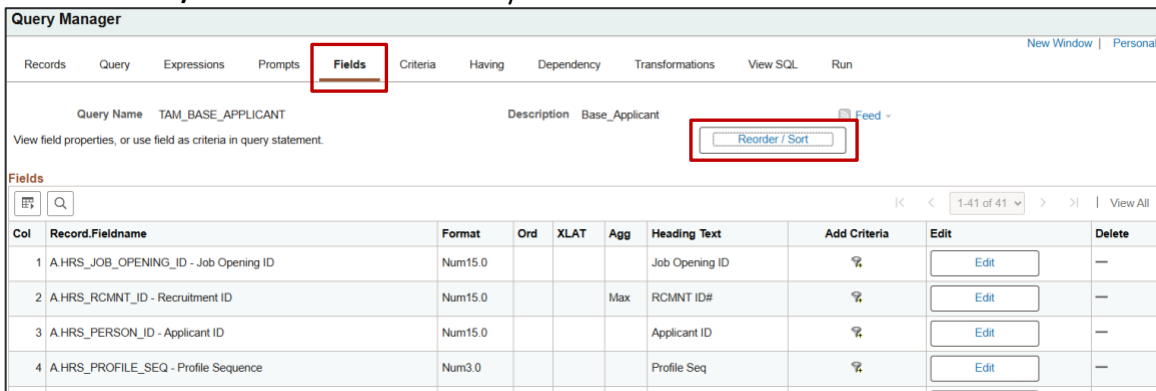 Query Manager
New Window | Personal
Records Query Expressions Prompts Fields Criteria Having Dependency Transformations View SQL Run
Query Name TAM_BASE_APPLICANT Description Base_Applicant Feed
View field properties, or use field as criteria in query statement. Reorder / Sort
Fields
1-41 of 41 | View All
Col Record.Fieldname Format Ord XLAT Agg Heading Text Add Criteria Edit Delete
1 A.HRS_JOB_OPENING_ID - Job Opening ID Num15.0 Job Opening ID Edit
2 A.HRS_RCMNT_ID - Recruitment ID Num15.0 Max RCMNT ID# Edit
3 A.HRS_PERSON_ID - Applicant ID Num15.0 Applicant ID Edit
4 A.HRS_PROFILE_SEQ - Profile Sequence Num3.0 Profile Seq Edit